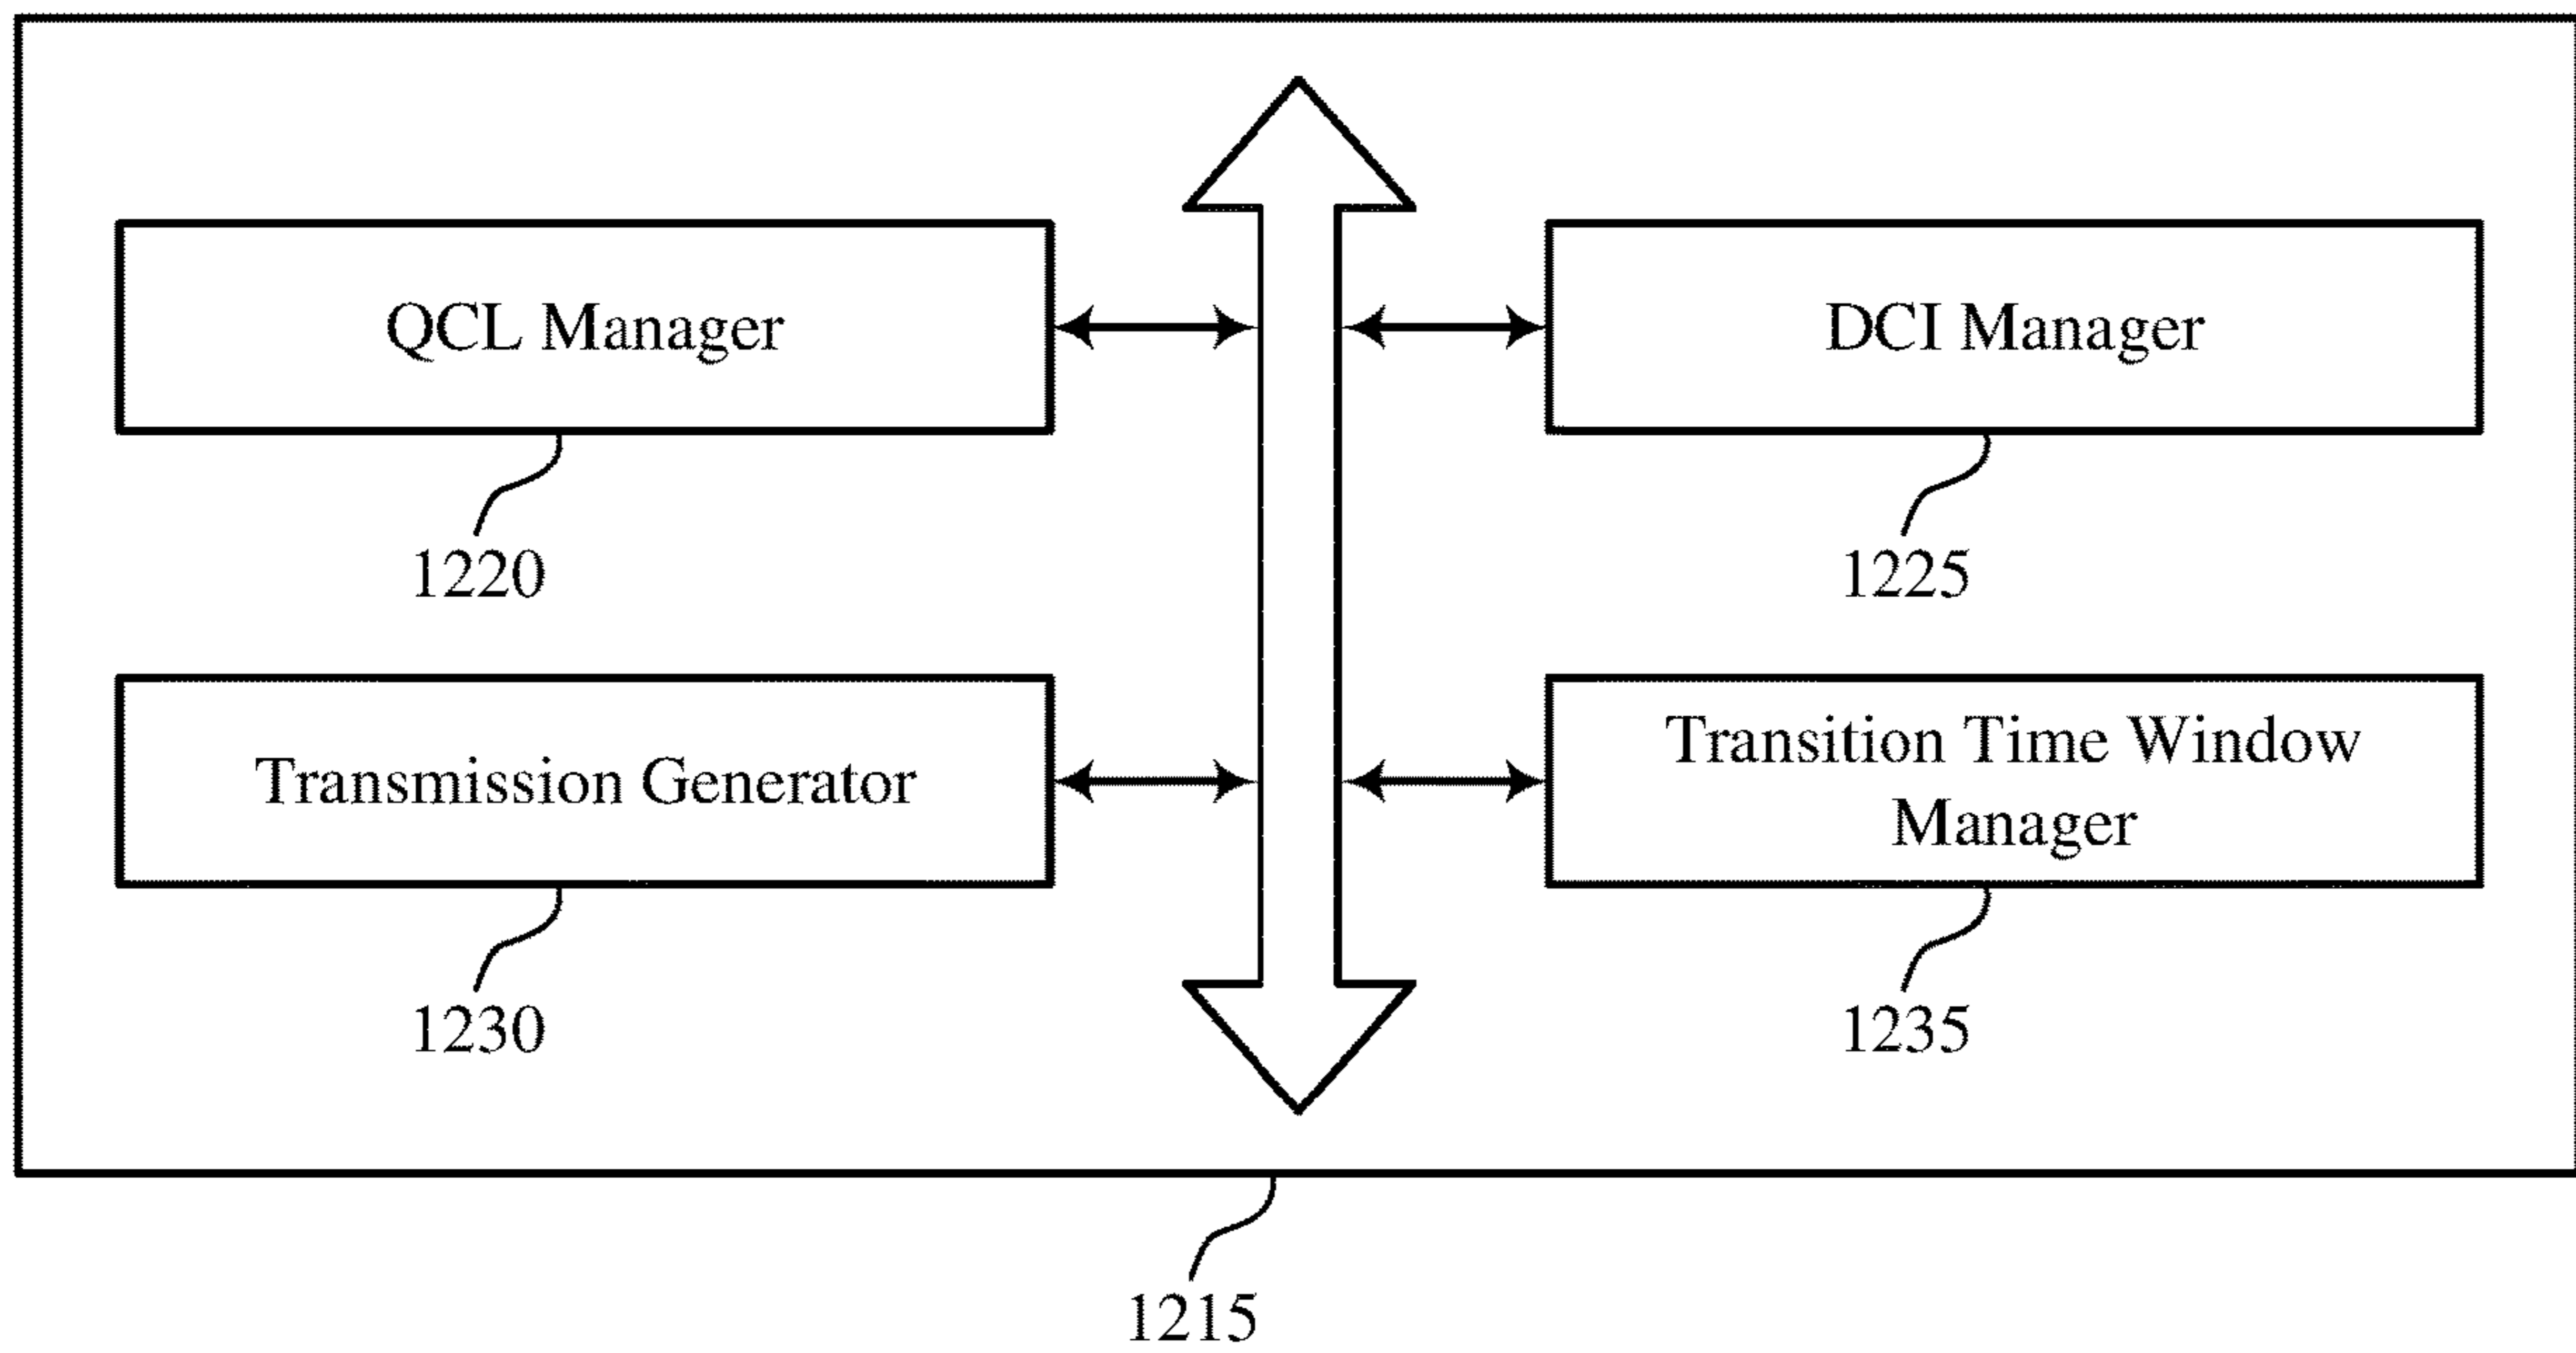 QCL Manager
DCI Manager
1220
1225
Transmission Generator
Transition Time Window
Manager
1230
1235
1215